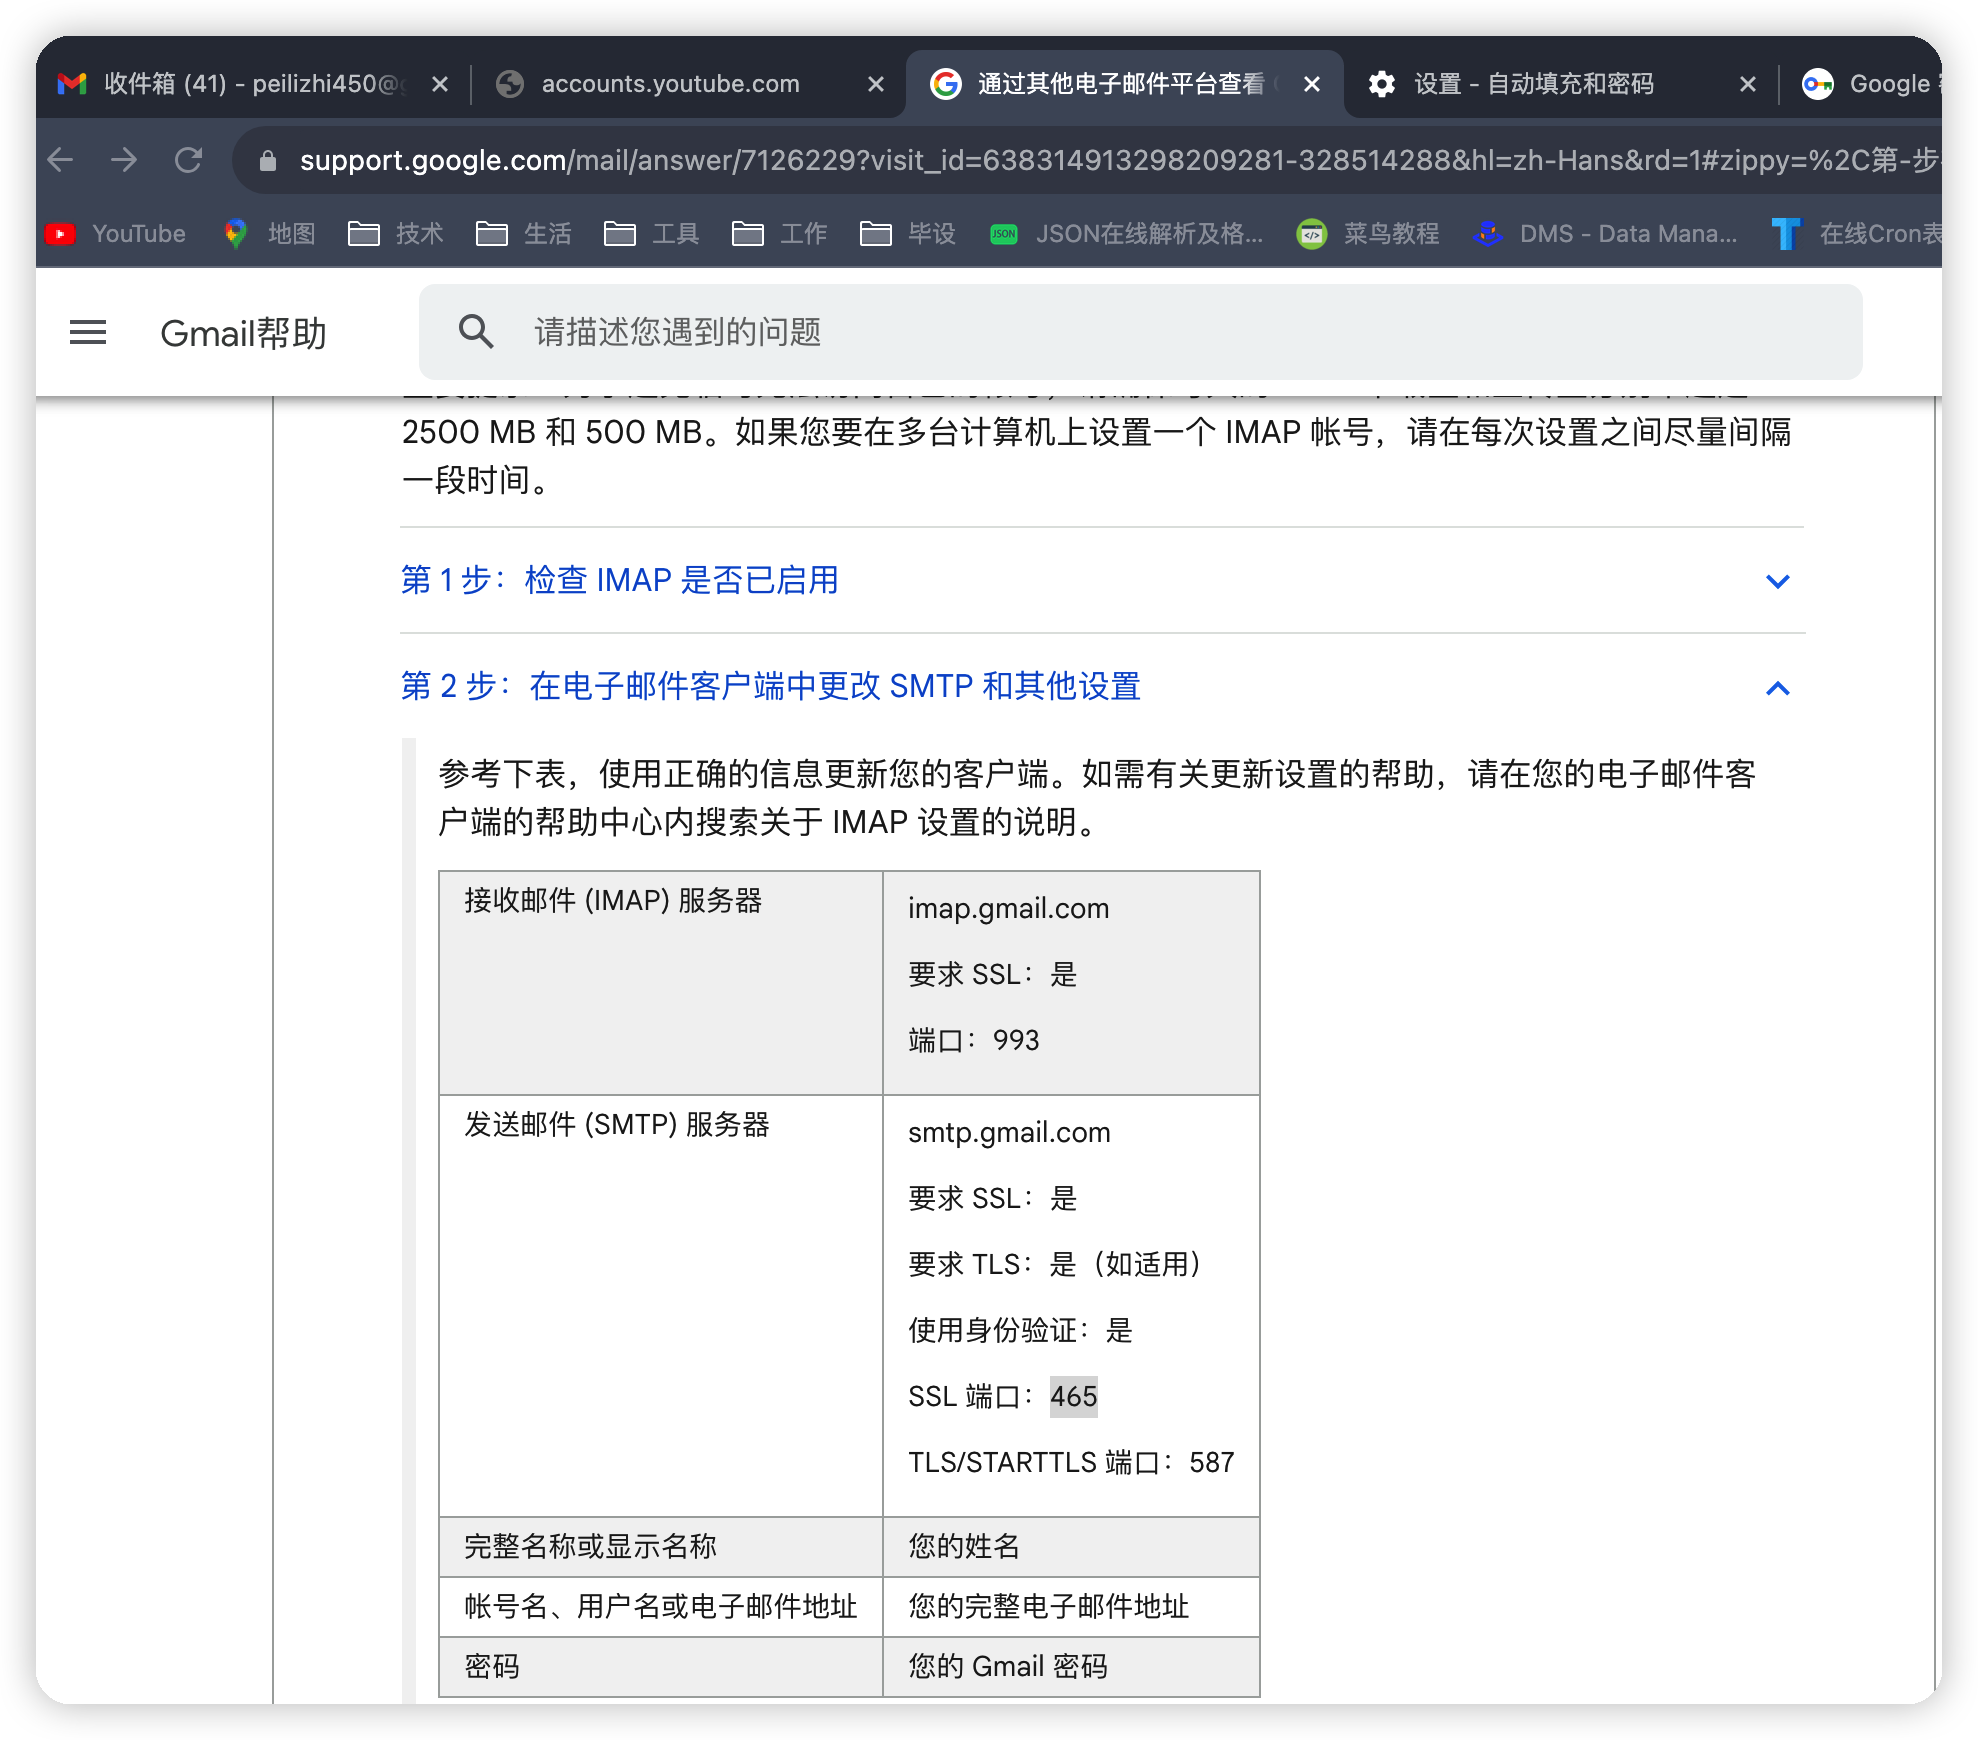 收件箱 (41) - peilizhi450@
accounts.youtube.com
通过其他电子邮件平台查看
设置 - 自动填充和密码
Google
support.google.com/mail/answer/7126229?visit_id=638314913298209281-328514288&hl=zh-Hans&rd=1#zippy=%2C第-步
YouTube
地图
技术
生活
工具
工作
毕设
JSON在线解析及格...
菜鸟教程
DMS - Data Mana...
在线Cron表
Gmail帮助
请描述您遇到的问题
2500 MB 和 500 MB。如果您要在多台计算机上设置一个 IMAP 帐号，请在每次设置之间尽量间隔
一段时间。
第 1 步：检查 IMAP 是否已启用
第 2 步：在电子邮件客户端中更改 SMTP 和其他设置
参考下表，使用正确的信息更新您的客户端。如需有关更新设置的帮助，请在您的电子邮件客
户端的帮助中心内搜索关于 IMAP 设置的说明。
接收邮件 (IMAP) 服务器
imap.gmail.com
要求 SSL：是
端口：993
发送邮件 (SMTP) 服务器
smtp.gmail.com
要求 SSL：是
要求 TLS：是（如适用）
使用身份验证：是
SSL 端口：465
TLS/STARTTLS 端口：587
完整名称或显示名称
您的姓名
帐号名、用户名或电子邮件地址
您的完整电子邮件地址
密码
您的 Gmail 密码